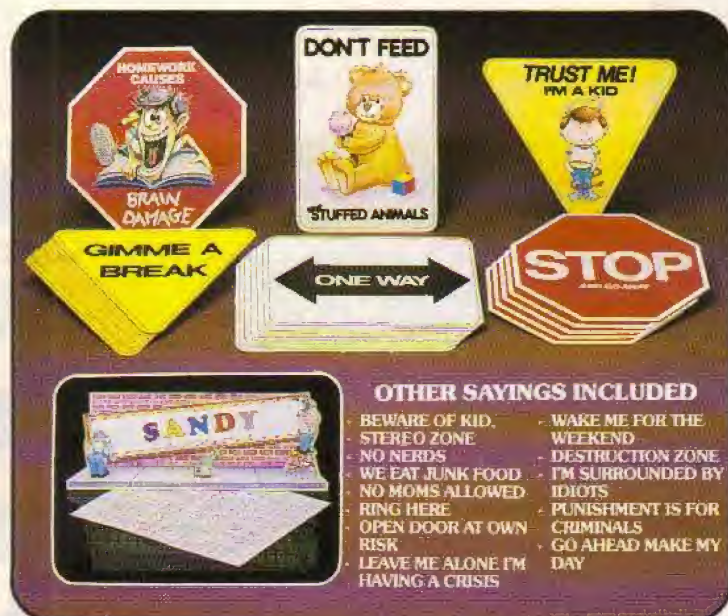 HOMEWORK
CAUSES
BRAIN
DAMAGE
DON'T FEED
STUFFED ANIMALS
TRUST ME!
I'M A KID
GIMME A
BREAK
ONE WAY
STOP
AND GO AWAY
SANDY
OTHER SAYINGS INCLUDED
- BEWARE OF KID,
- STEREO ZONE
- NO NERDS
- WE EAT JUNK FOOD
- NO MOMS ALLOWED
- RING HERE
- OPEN DOOR AT OWN
RISK
- LEAVE ME ALONE I'M
HAVING A CRISIS
- WAKE ME FOR THE
WEEKEND
- DESTRUCTION ZONE
- I'M SURROUNDED BY
IDIOTS
- PUNISHMENT IS FOR
CRIMINALS
- GO AHEAD MAKE MY
DAY